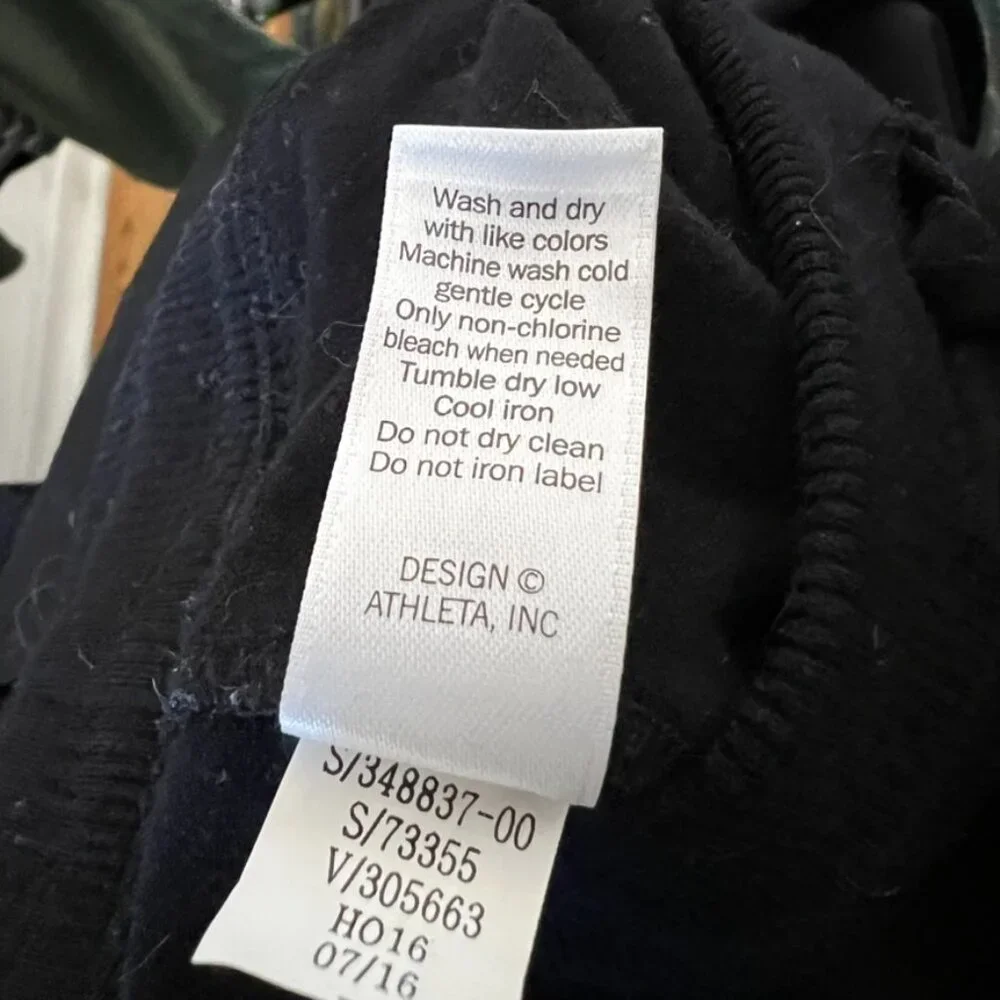 Wash and dry
with like colors
Machine wash cold
gentle cycle
Only non-chlorine
bleach when needed
Tumble dry low
Cool iron
Do not dry clean
Do not iron label
DESIGN ©
ATHLETA, INC
S/348837-00
S/73355
V/305663
HO16
07/16